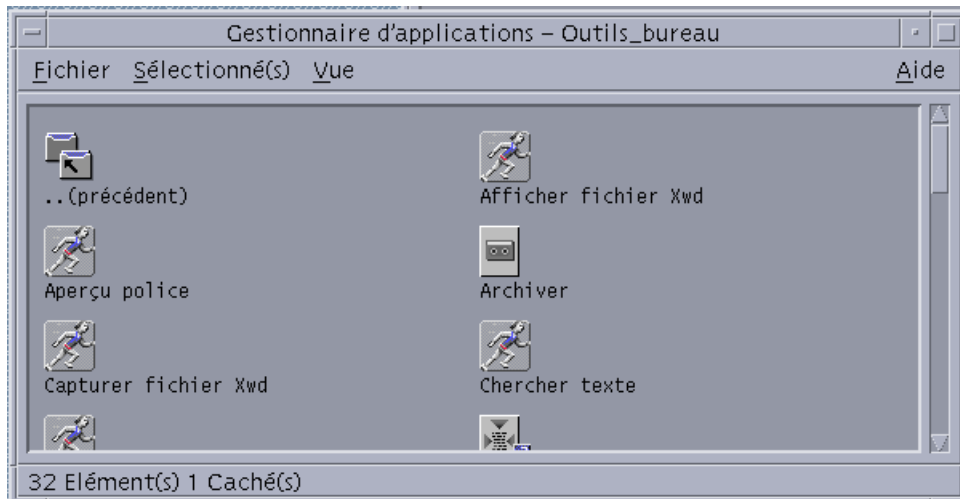 Gestionnaire d'applications – Outils_bureau
Fichier Sélectionné(s) Vue Aide
..(précédent) Afficher fichier Xwd
Aperçu police Archiver
Capturer fichier Xwd Chercher texte
32 Elément(s) 1 Caché(s)